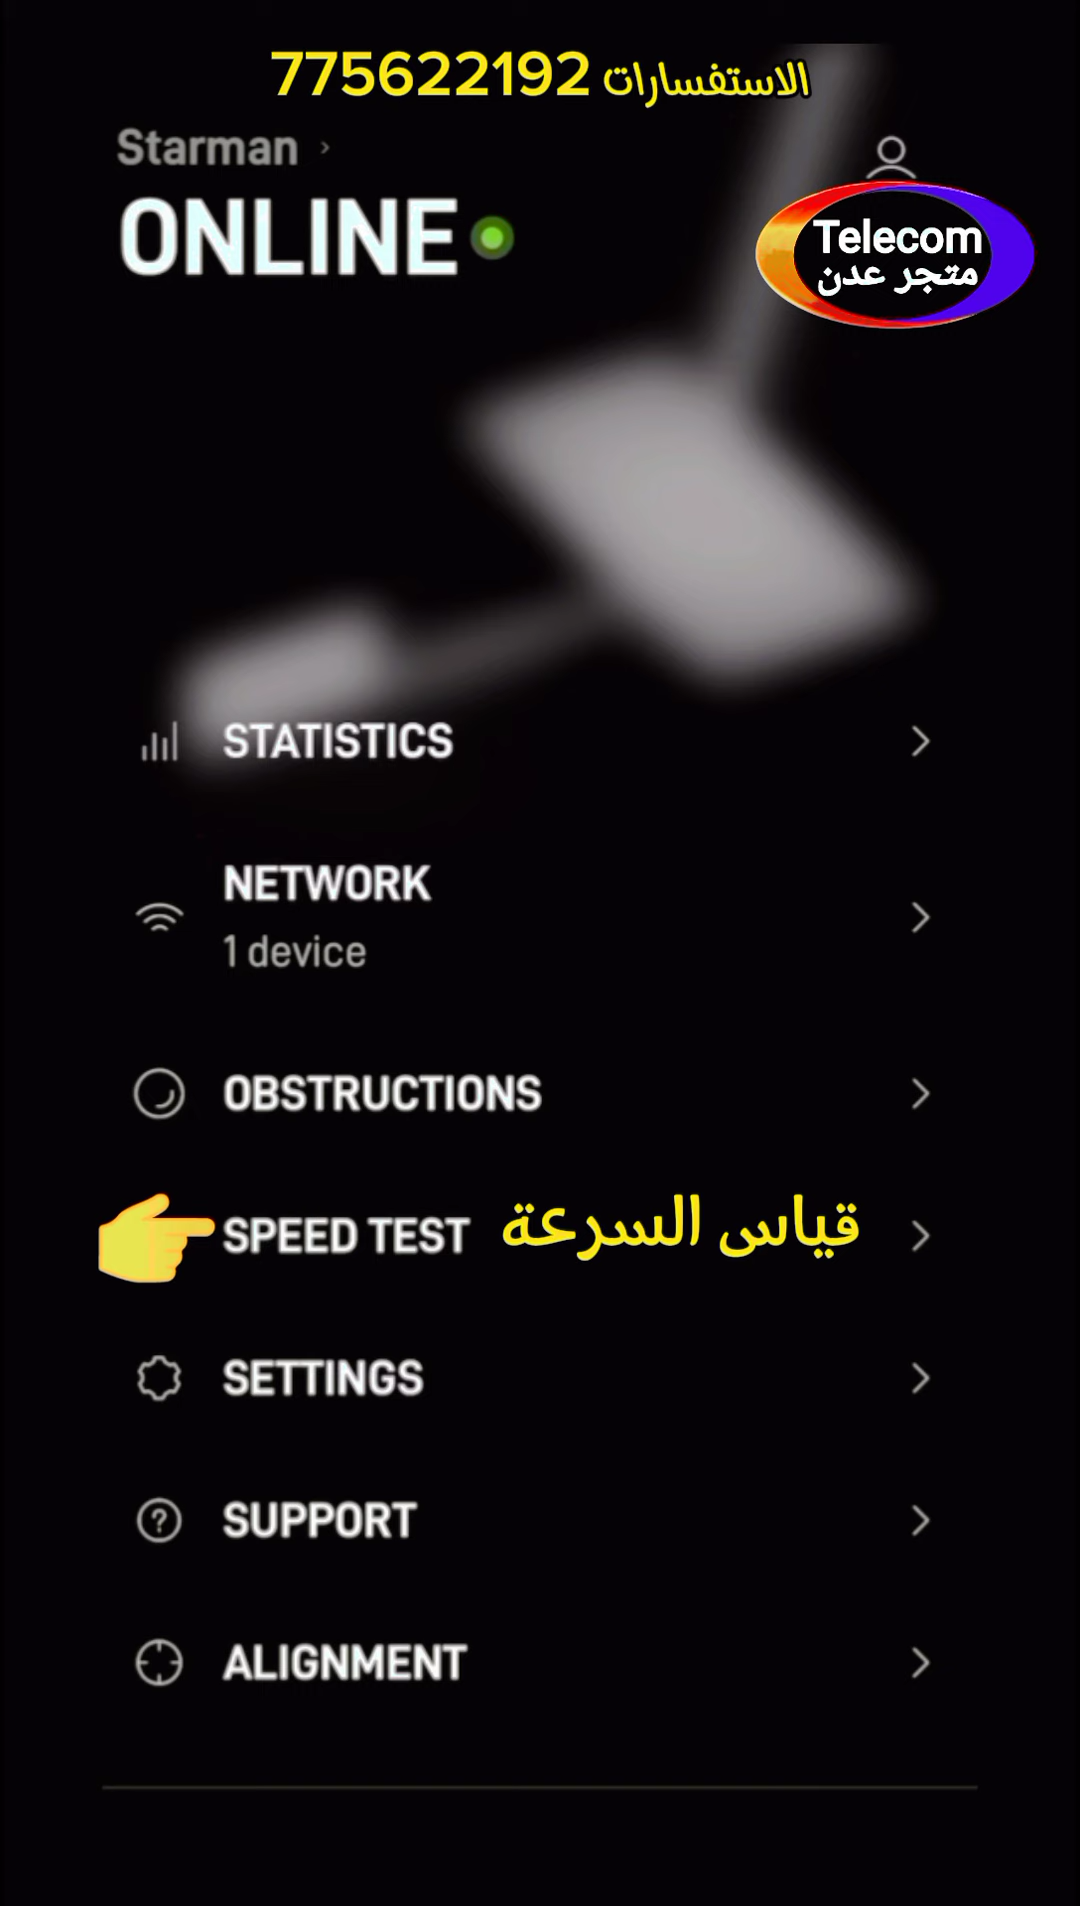 الاستفسارات 775622192
Starman
ONLINE
Telecom
متجر عدن
STATISTICS
NETWORK
1 device
OBSTRUCTIONS
SPEED TEST قياس السرعة
SETTINGS
SUPPORT
ALIGNMENT